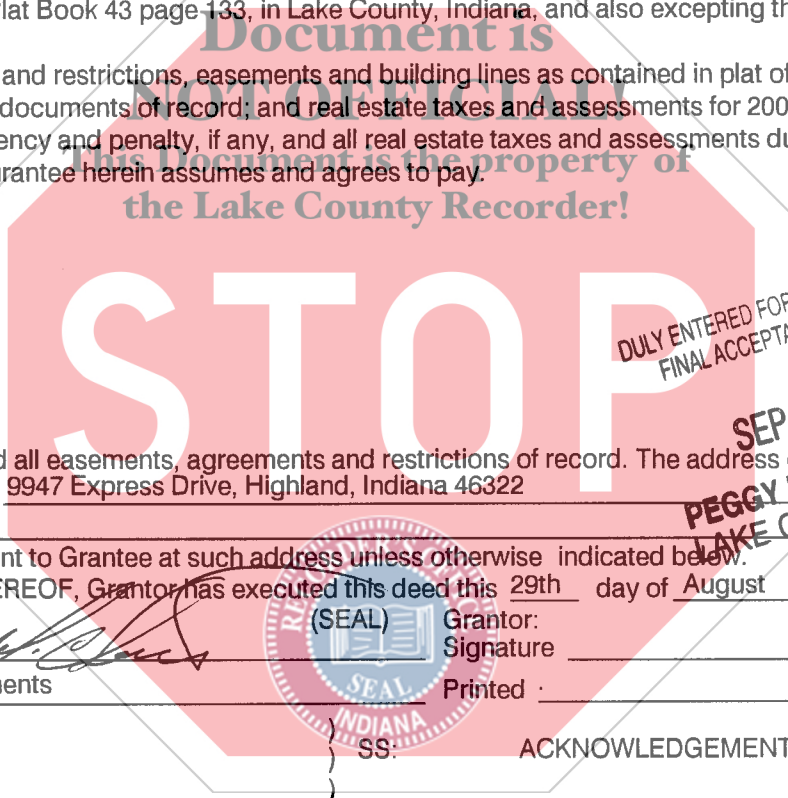 lat Book 43 page 133, in Lake County, Indiana, and also excepting th
Document is
and restrictions, easements and building lines as contained in plat of
NOT OFFICIAL!
documents of record; and real estate taxes and assessments for 200
ency and penalty, if any, and all real estate taxes and assessments du
This Document is the property of
rantee herein assumes and agrees to pay.
the Lake County Recorder!
STOP
DULY ENTERED FOR
FINAL ACCEPTA
SEP
d all easements, agreements and restrictions of record. The address
9947 Express Drive, Highland, Indiana 46322
PEGGY
LAKE C
nt to Grantee at such address unless otherwise indicated below.
EREOF, Grantor has executed this deed this 29th day of August
(SEAL) Grantor:
Signature
ents
Printed
RECORDER'S OFFICE
SEAL
INDIANA
) SS: ACKNOWLEDGEMENT
)
)